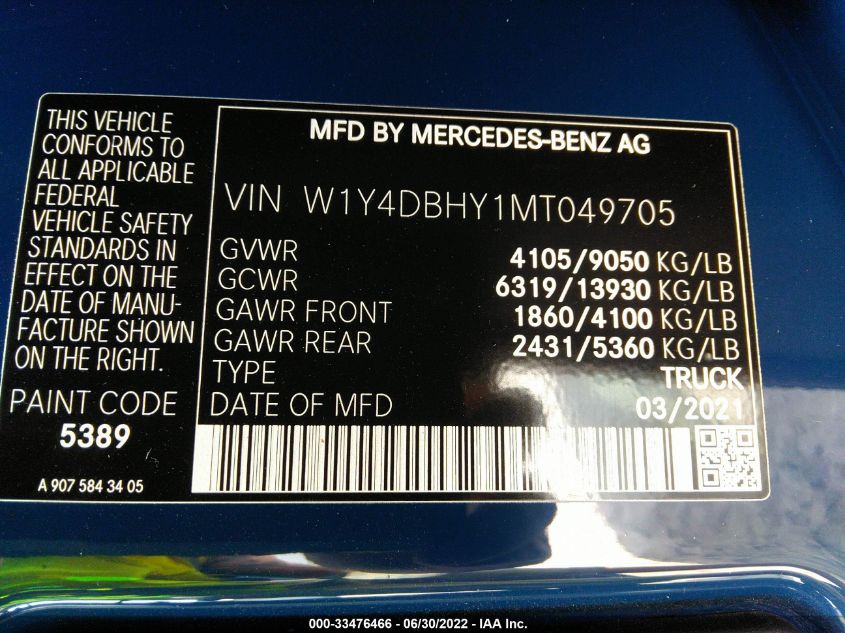 THIS VEHICLE
CONFORMS TO
ALL APPLICABLE
FEDERAL
VEHICLE SAFETY
STANDARDS IN
EFFECT ON THE
DATE OF MANU-
FACTURE SHOWN
ON THE RIGHT.
PAINT CODE
5389
A 907 584 34 05
MFD BY MERCEDES-BENZ AG
VIN W1Y4DBHY1MT049705
GVWR 4105/9050 KG/LB
GCWR 6319/13930 KG/LB
GAWR FRONT 1860/4100 KG/LB
GAWR REAR 2431/5360 KG/LB
TYPE TRUCK
DATE OF MFD 03/2021
000-33476466 - 06/30/2022 - IAA Inc.